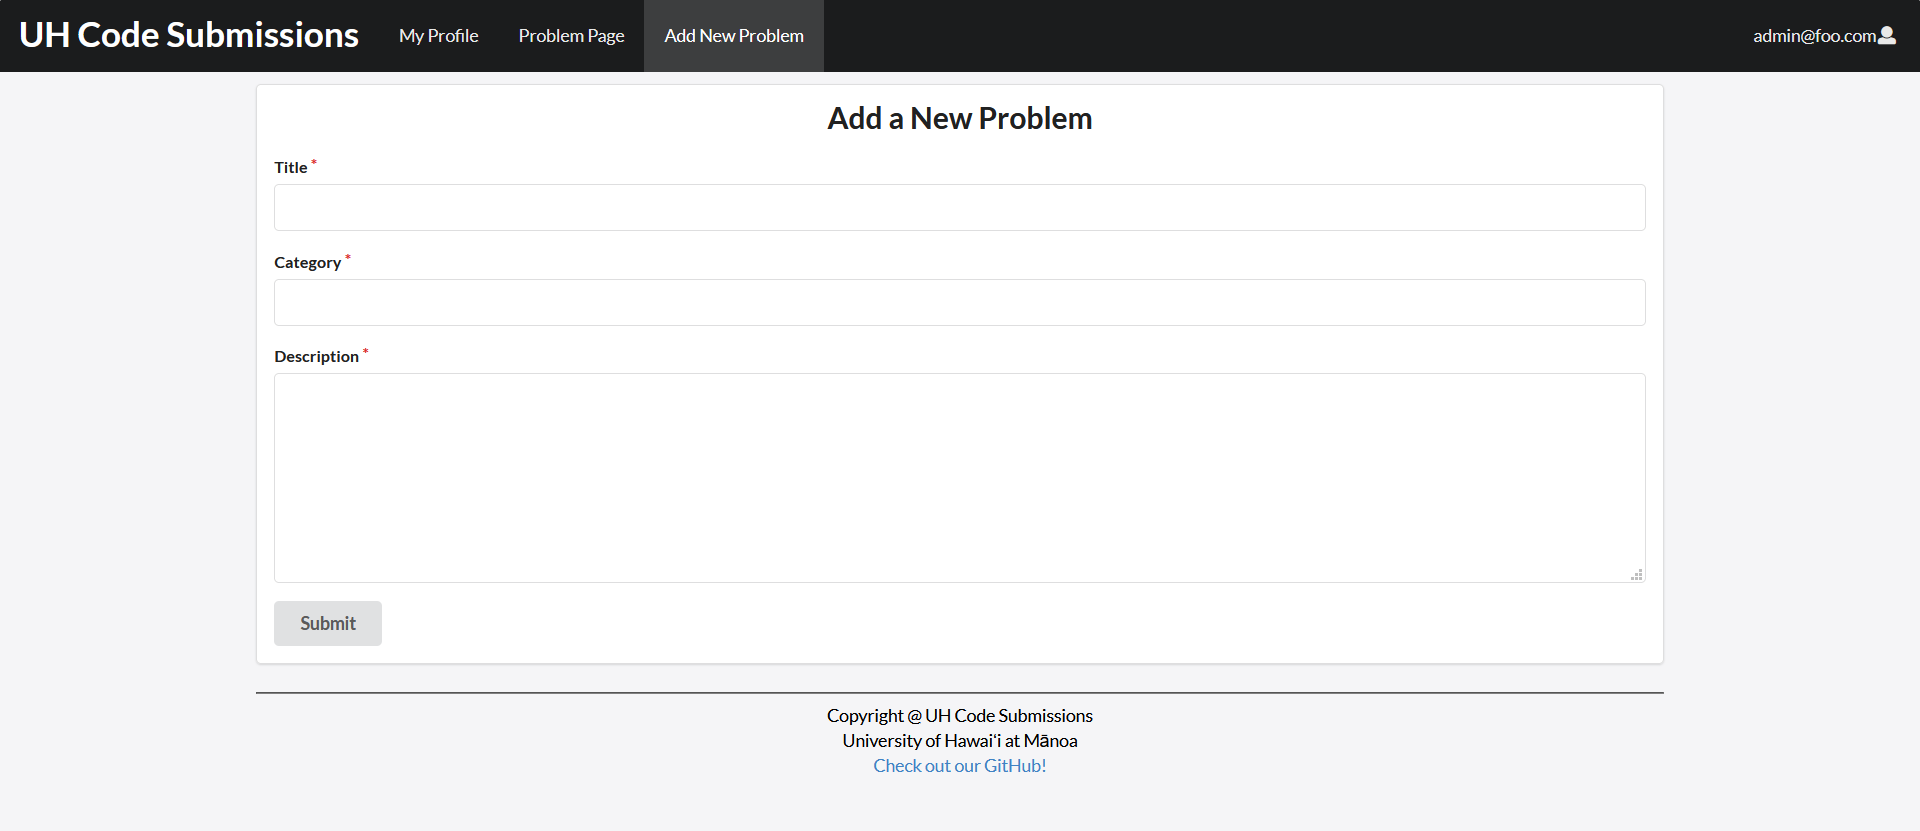 UH Code Submissions My Profile Problem Page Add New Problem admin@foo.com
Add a New Problem
Title *
Category *
Description *
Submit
Copyright @ UH Code Submissions
University of Hawaiʻi at Mānoa
Check out our GitHub!